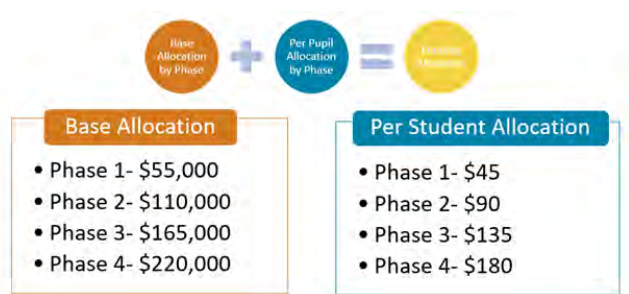 Base
Allocation
by Phase
Per Pupil
Allocation
by Phase
Base Allocation
• Phase 1- $55,000
• Phase 2- $110,000
• Phase 3- $165,000
• Phase 4- $220,000
Per Student Allocation
• Phase 1- $45
• Phase 2- $90
• Phase 3- $135
• Phase 4- $180